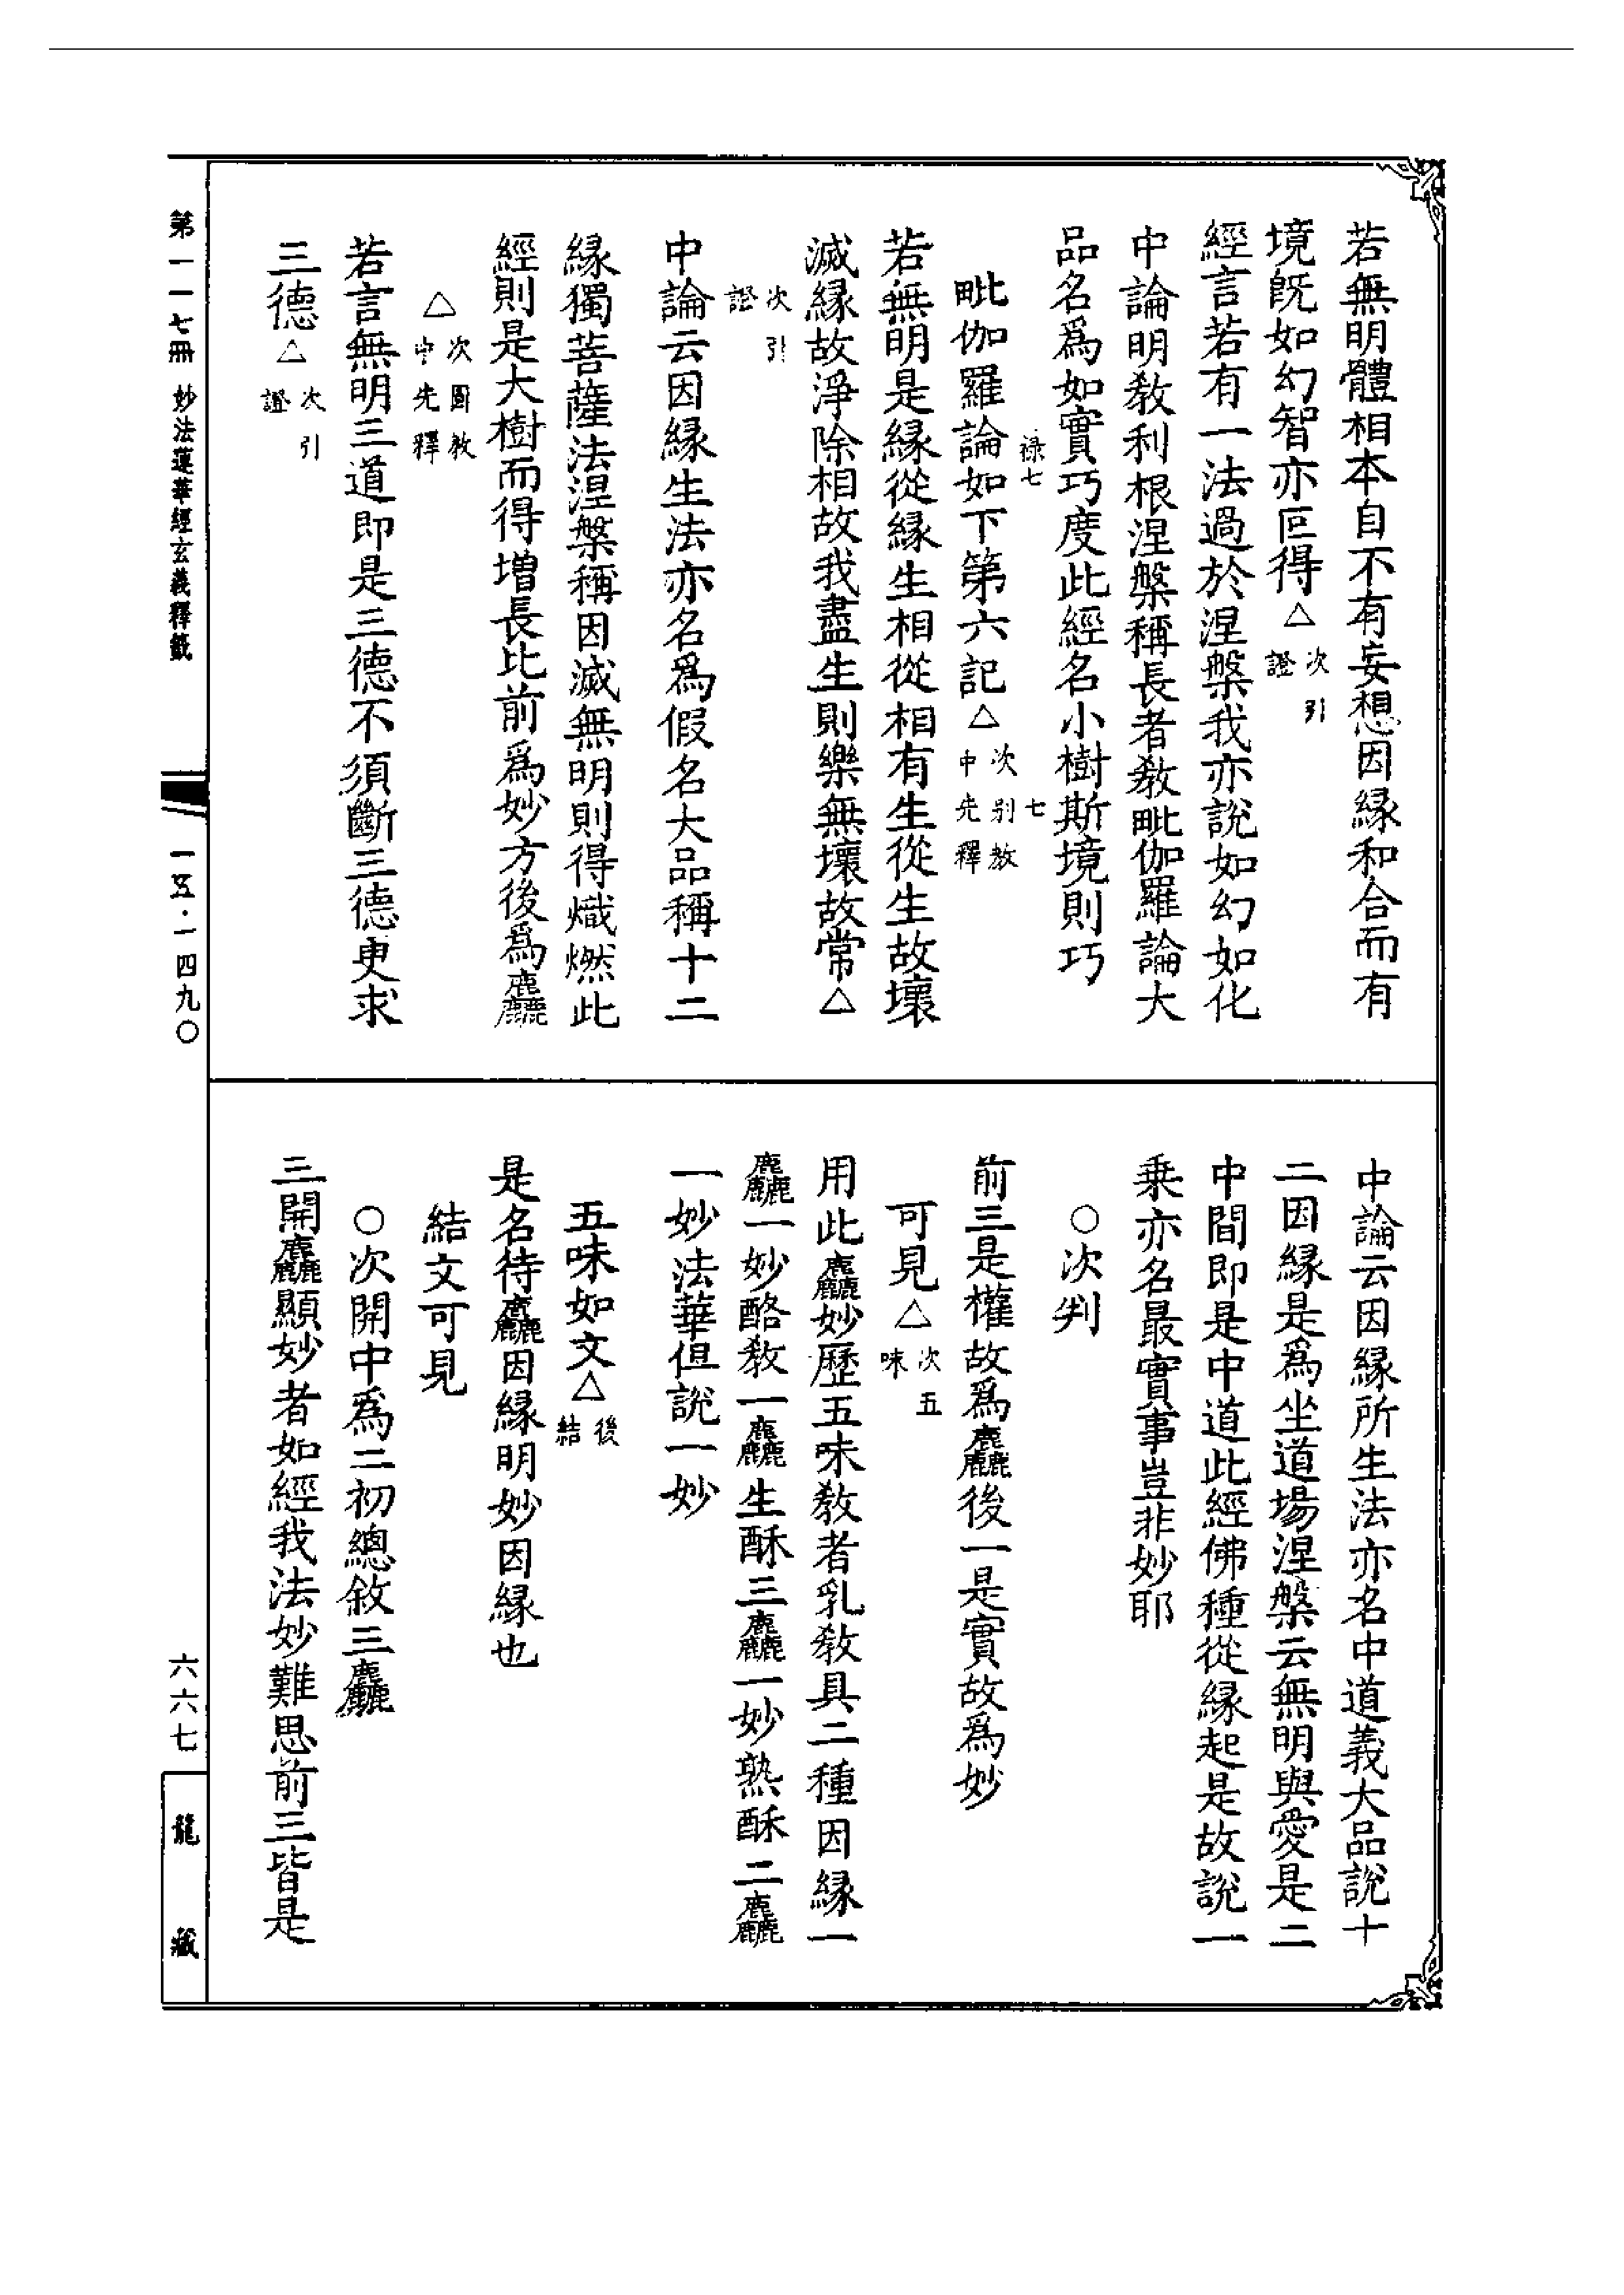 若無明體相本自不有妄想因緣和合而有
境既如幻智亦叵得△次引證
經言若有一法過於涅槃我亦說如幻如化
中論明教利根涅槃稱長者教毗伽羅論大
品名爲如實巧度此經名小樹斯境則巧
祿七
七
毗伽羅論如下第六記△次別教中先釋
若無明是緣從緣生相從相有生從生故壞
滅緣故淨除相故我盡生則樂無壞故常△
次引證
中論云因緣生法亦名爲假名大品稱十二
緣獨菩薩法涅槃稱因滅無明則得熾燃此
經則是大樹而得增長比前爲妙方後爲麤
△次圓教中先釋
若言無明三道即是三德不須斷三德更求
三德△次引證
中論云因緣所生法亦名中道義大品說十
二因緣是爲坐道場涅槃云無明與愛是二
中間即是中道此經佛種從緣起是故說一
乘亦名最實事豈非妙耶
○次判
前三是權故爲麤後一是實故爲妙
可見△次五味
用此麤妙歷五味教者乳教具二種因緣一
麤一妙酪教一麤生酥三麤一妙熟酥二麤
一妙法華但說一妙
五味如文△後結
是名待麤因緣明妙因緣也
結文可見
○次開中爲二初總敘三麤
三開麤顯妙者如經我法妙難思前三皆是
第一一七冊 妙法蓮華經玄義釋籤
一五·一四九〇
六六七
龍藏